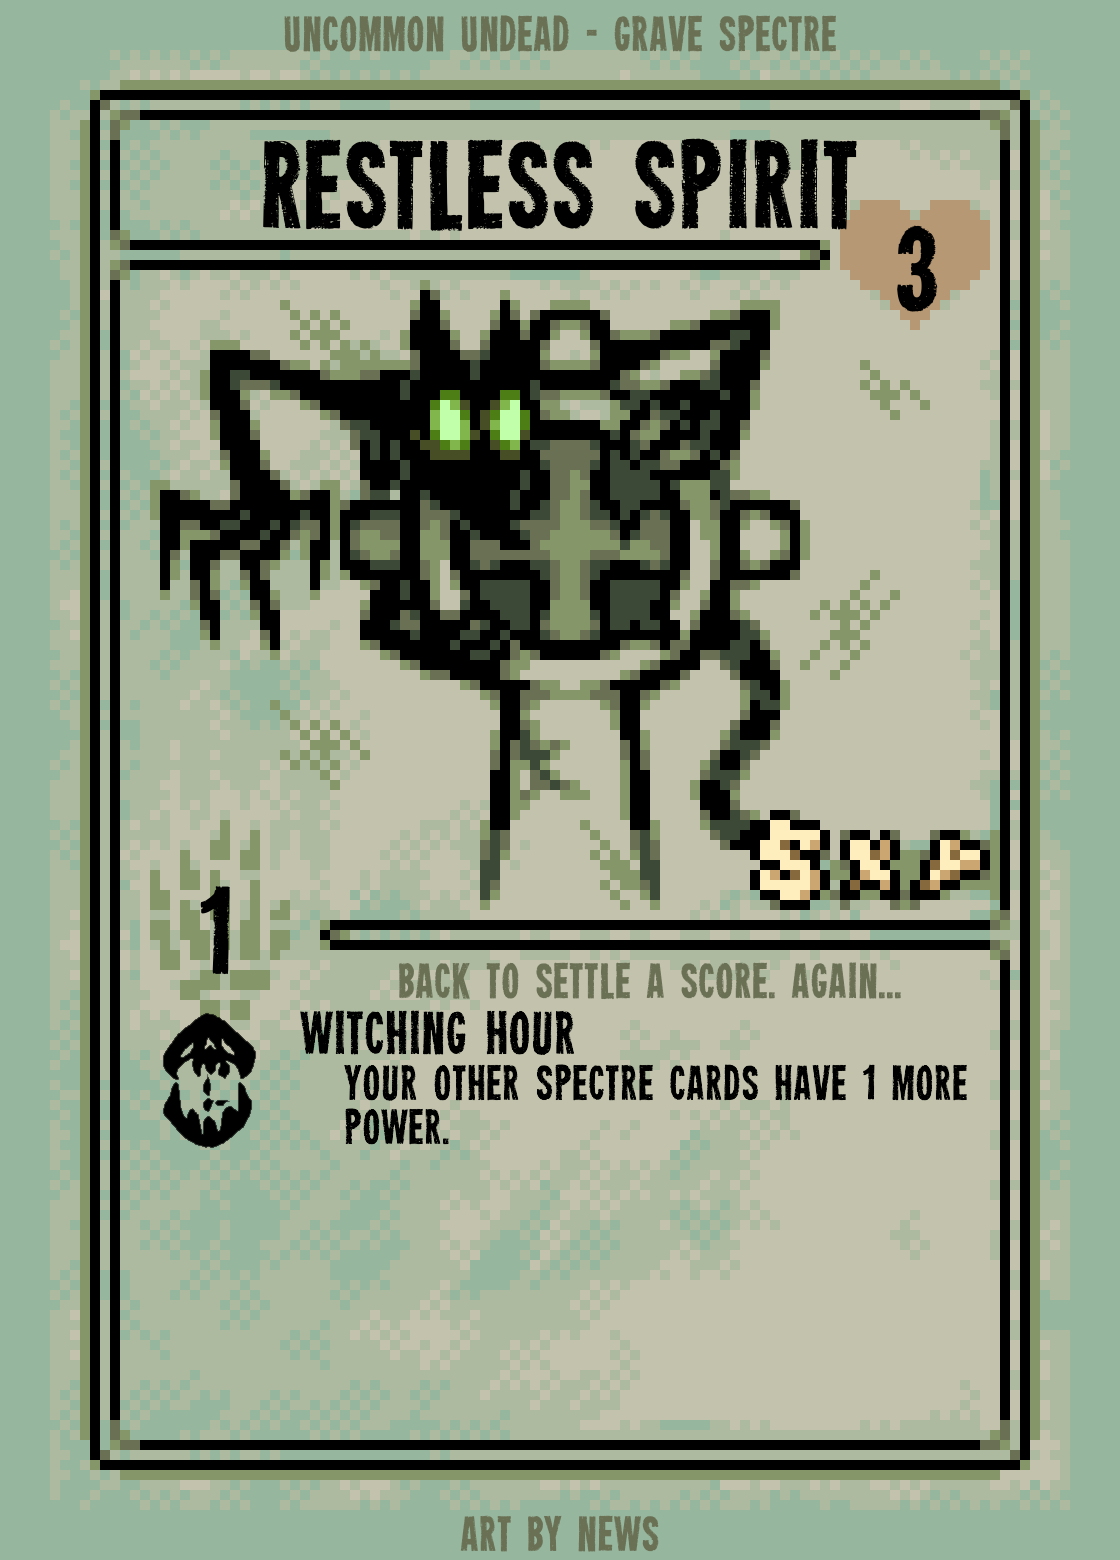 UNCOMMON UNDEAD - GRAVE SPECTRE
RESTLESS SPIRIT
3
1
BACK TO SETTLE A SCORE. AGAIN...
WITCHING HOUR
YOUR OTHER SPECTRE CARDS HAVE 1 MORE
POWER.
ART BY NEWS